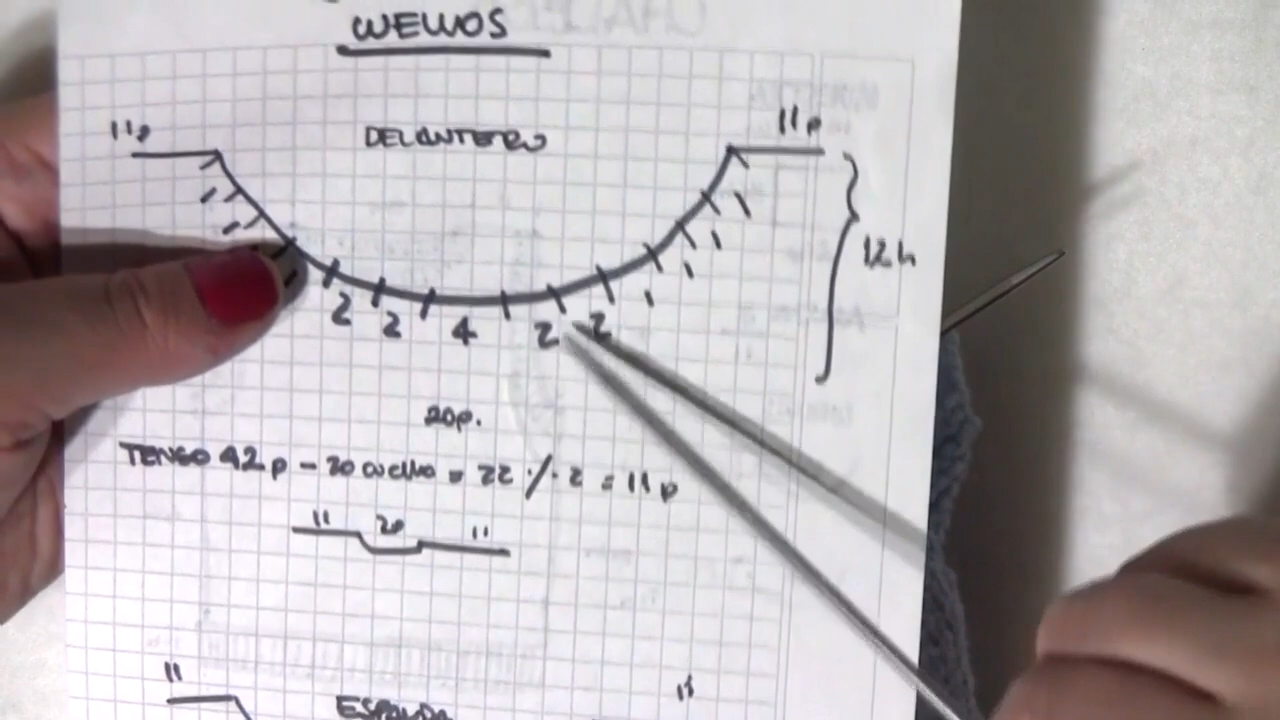 CUELLOS
11p DELANTERO 11p
12h
2 2 4 2 2
20p.
TENGO 42p - 20 cuello = 22 ./. 2 = 11p
11 20 11
11 11
ESPALDA